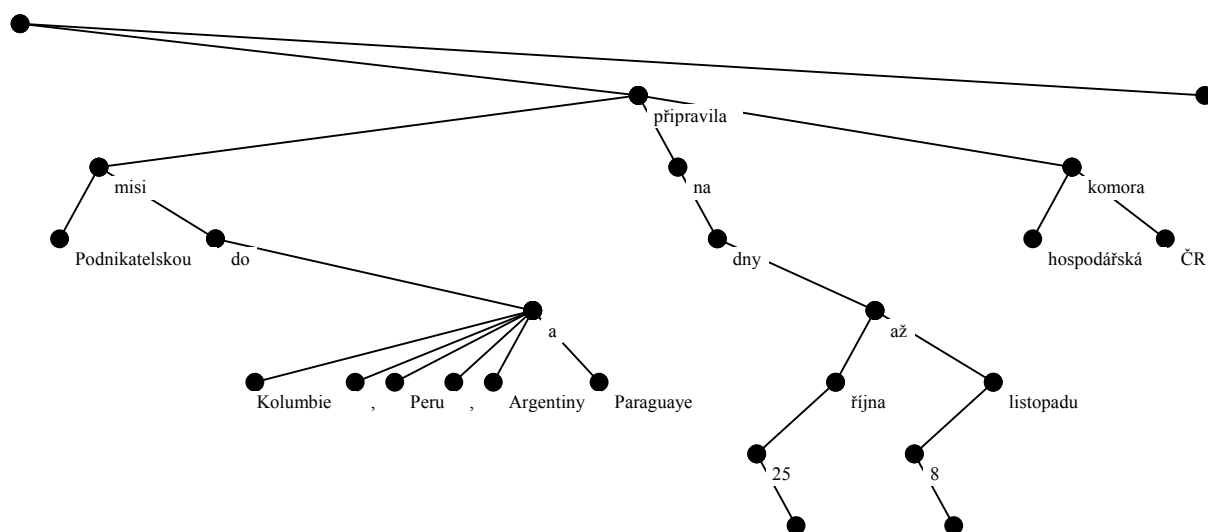 připravila
misi na komora
Podnikatelskou do dny hospodářská ČR
a až
Kolumbie , Peru , Argentiny Paraguaye října listopadu
25 8